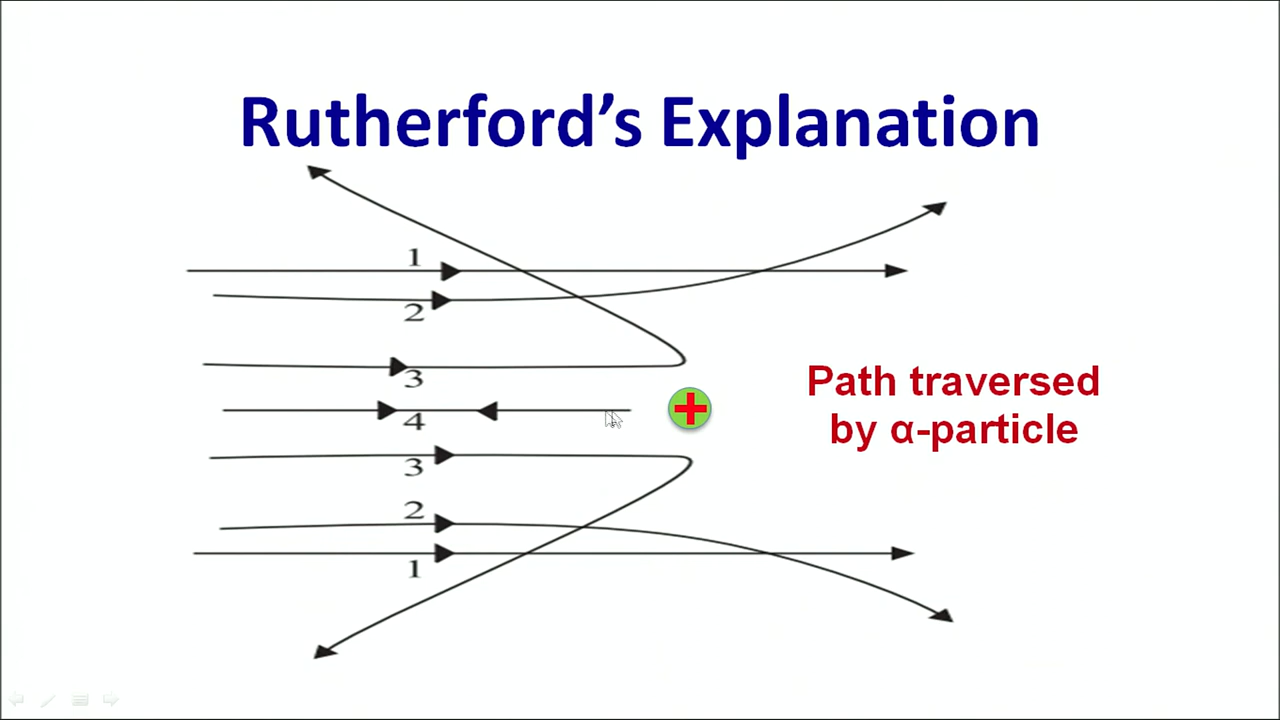 Rutherford’s Explanation
1
2
3
4
3
2
1
Path traversed
by α-particle